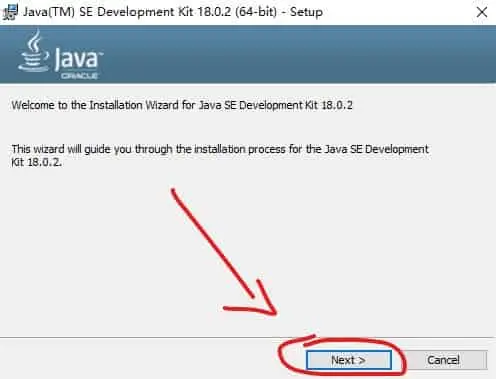 Java(TM) SE Development Kit 18.0.2 (64-bit) - Setup
Java
ORACLE
Welcome to the Installation Wizard for Java SE Development Kit 18.0.2
This wizard will guide you through the installation process for the Java SE Development
Kit 18.0.2.
Next >
Cancel